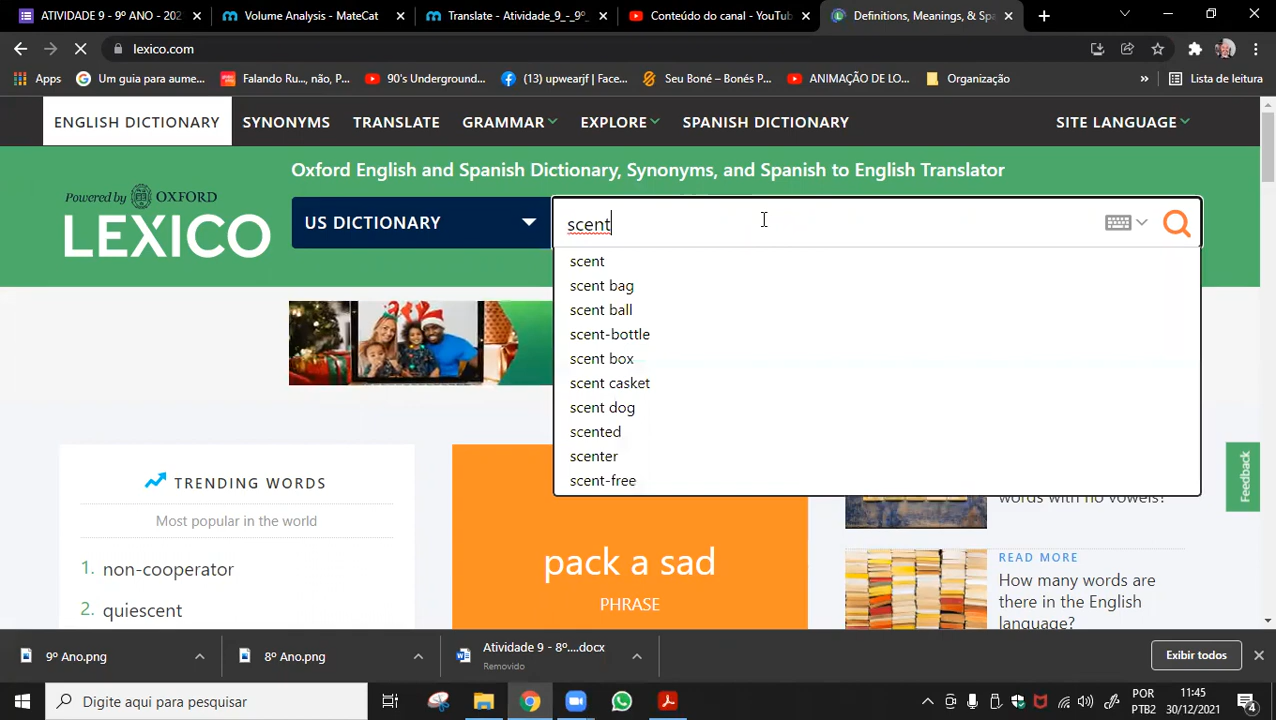 ATIVIDADE 9 - 9º ANO - 202
Volume Analysis - MateCat
Translate - Atividade_9_-_9º_
Conteúdo do canal - YouTube
Definitions, Meanings, & Spa
lexico.com
Apps
Um guia para aume...
Falando Ru..., não, P...
90's Underground...
(13) upwearjf | Face...
Seu Boné – Bonés P...
ANIMAÇÃO DE LO...
Organização
»
Lista de leitura
ENGLISH DICTIONARY
SYNONYMS
TRANSLATE
GRAMMAR
EXPLORE
SPANISH DICTIONARY
SITE LANGUAGE
Oxford English and Spanish Dictionary, Synonyms, and Spanish to English Translator
Powered by OXFORD
LEXICO
US DICTIONARY
scent
scent
scent bag
scent ball
scent-bottle
scent box
scent casket
scent dog
scented
scenter
scent-free
Feedback
TRENDING WORDS
Most popular in the world
1. non-cooperator
2. quiescent
pack a sad
PHRASE
words with no vowels?
READ MORE
How many words are
there in the English
language?
9º Ano.png
8º Ano.png
Atividade 9 - 8º....docx
Removido
Exibir todos
Digite aqui para pesquisar
POR
PTB2
11:45
30/12/2021
4